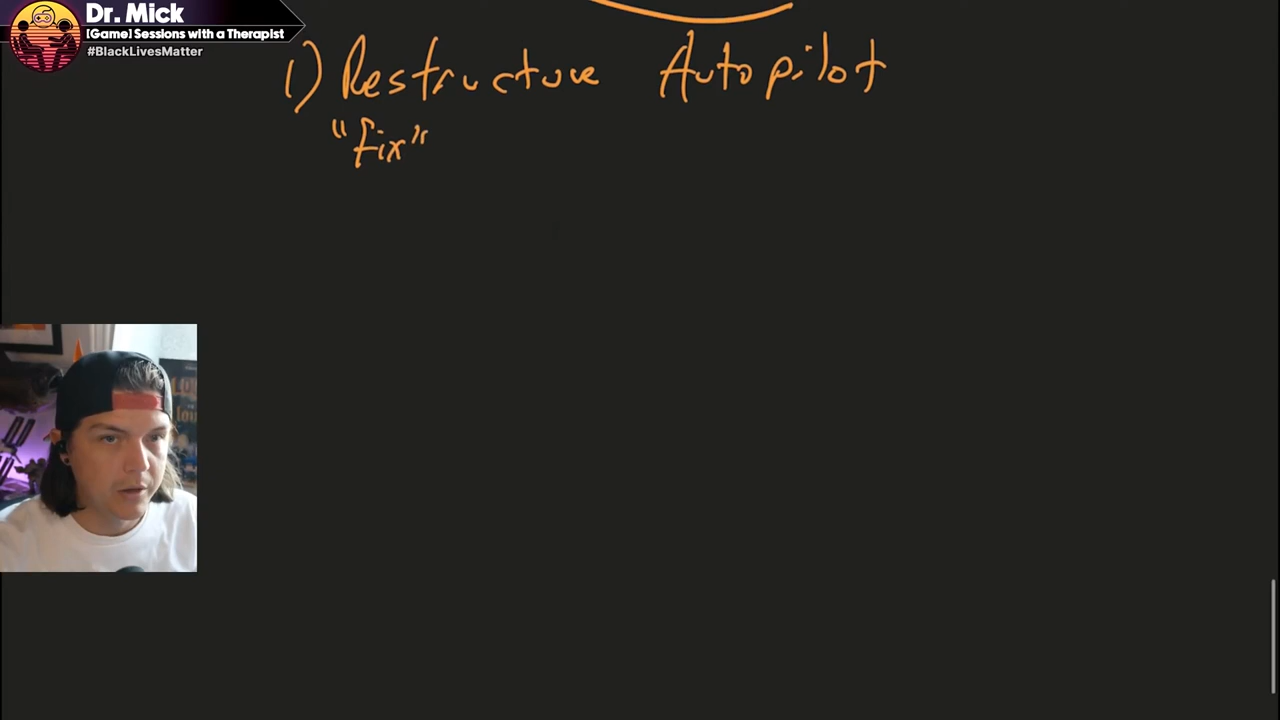 Dr. Mick
[Game] Sessions with a Therapist
#BlackLivesMatter
1) Restructure Autopilot
"fix"